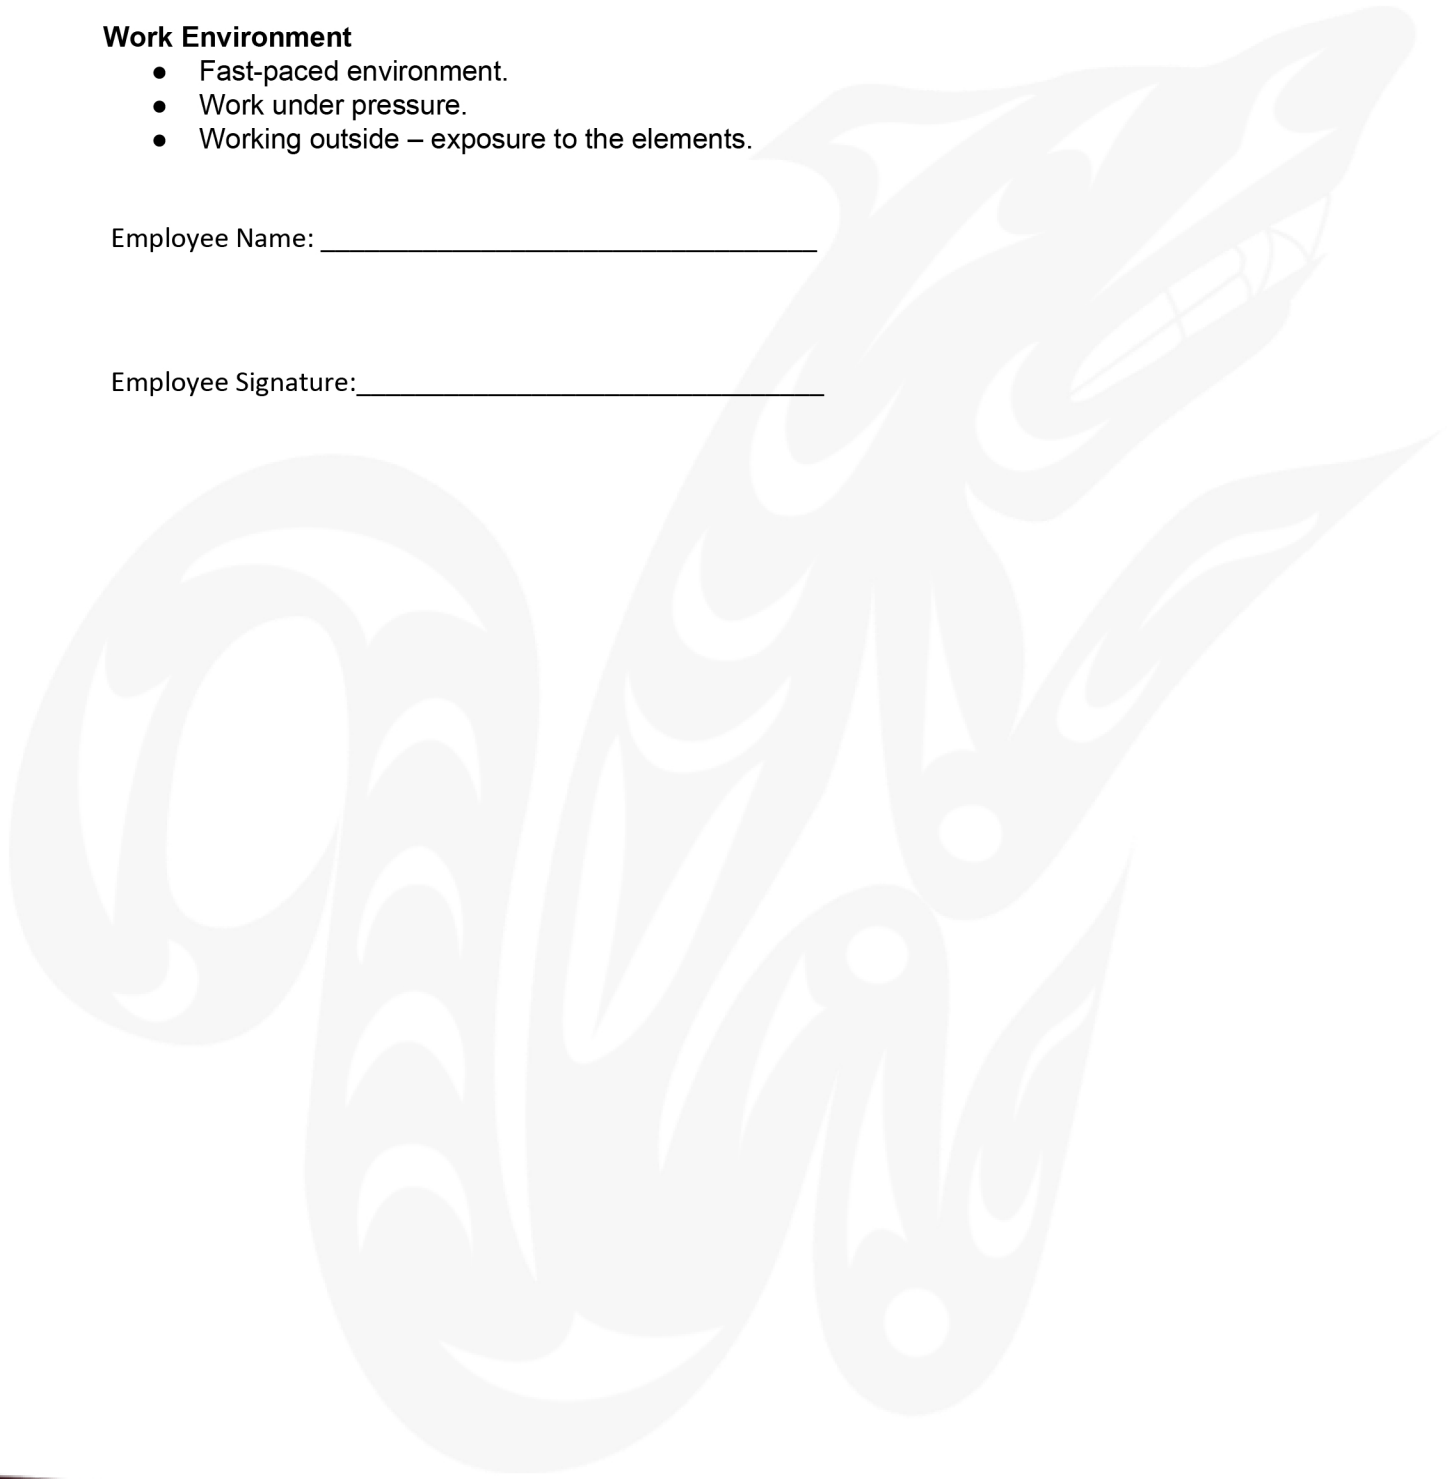 Work Environment
● Fast-paced environment.
● Work under pressure.
● Working outside – exposure to the elements.
Employee Name: __________________________________
Employee Signature:________________________________